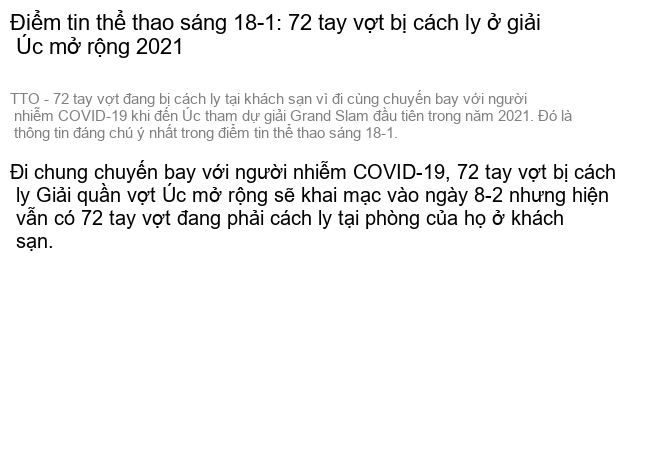 Điểm tin thể thao sáng 18-1: 72 tay vợt bị cách ly ở giải
Úc mở rộng 2021
TTO - 72 tay vợt đang bị cách ly tại khách sạn vì đi cùng chuyến bay với người
nhiễm COVID-19 khi đến Úc tham dự giải Grand Slam đầu tiên trong năm 2021. Đó là
thông tin đáng chú ý nhất trong điểm tin thể thao sáng 18-1.
Đi chung chuyến bay với người nhiễm COVID-19, 72 tay vợt bị cách
ly Giải quần vợt Úc mở rộng sẽ khai mạc vào ngày 8-2 nhưng hiện
vẫn có 72 tay vợt đang phải cách ly tại phòng của họ ở khách
sạn.